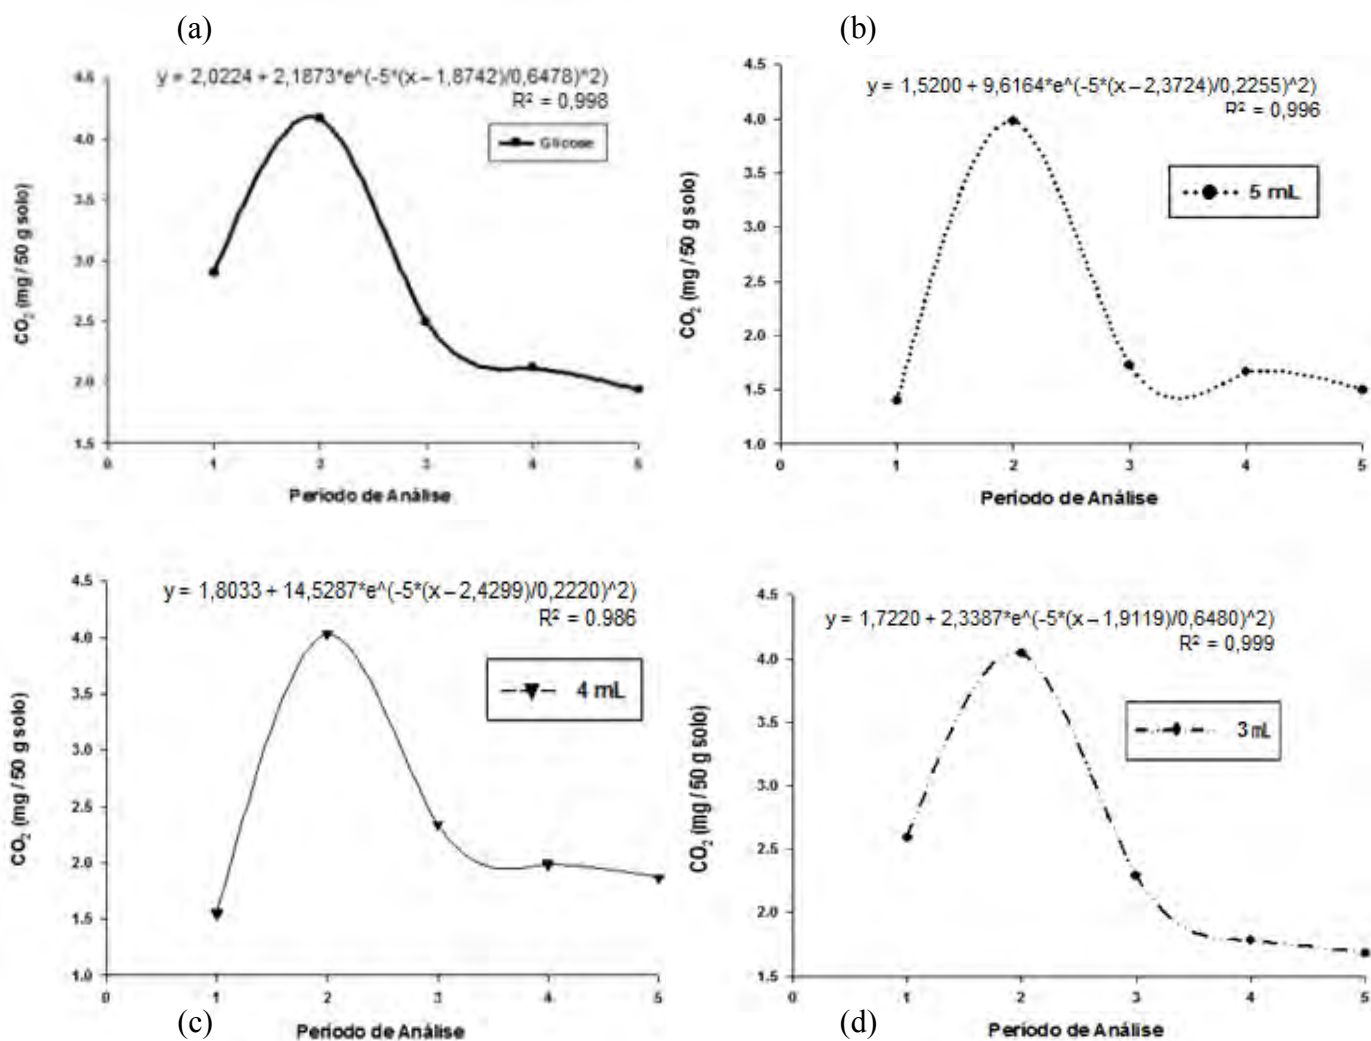 (a)
y = 2,0224 + 2,1873*e^(-5*(x – 1,8742)/0,6478)^2)
R² = 0,998
Glicose
CO₂ (mg / 50 g solo)
4.5
4.0
3.5
3.0
2.5
2.0
1.5
0 1 2 3 4 5
Período de Análise
(b)
y = 1,5200 + 9,6164*e^(-5*(x – 2,3724)/0,2255)^2)
R² = 0,996
5 mL
CO₂ (mg / 50 g solo)
4.5
4.0
3.5
3.0
2.5
2.0
1.5
1.0
0 1 2 3 4 5
Período de Análise
y = 1,8033 + 14,5287*e^(-5*(x – 2,4299)/0,2220)^2)
R² = 0.986
4 mL
CO₂ (mg / 50 g solo)
4.5
4.0
3.5
3.0
2.5
2.0
1.5
1.0
0 1 2 3 4 5
(c)
Período de Análise
y = 1,7220 + 2,3387*e^(-5*(x – 1,9119)/0,6480)^2)
R² = 0,999
3 mL
CO₂ (mg / 50 g solo)
4.5
4.0
3.5
3.0
2.5
2.0
1.5
0 1 2 3 4 5
(d)
Período de Análise